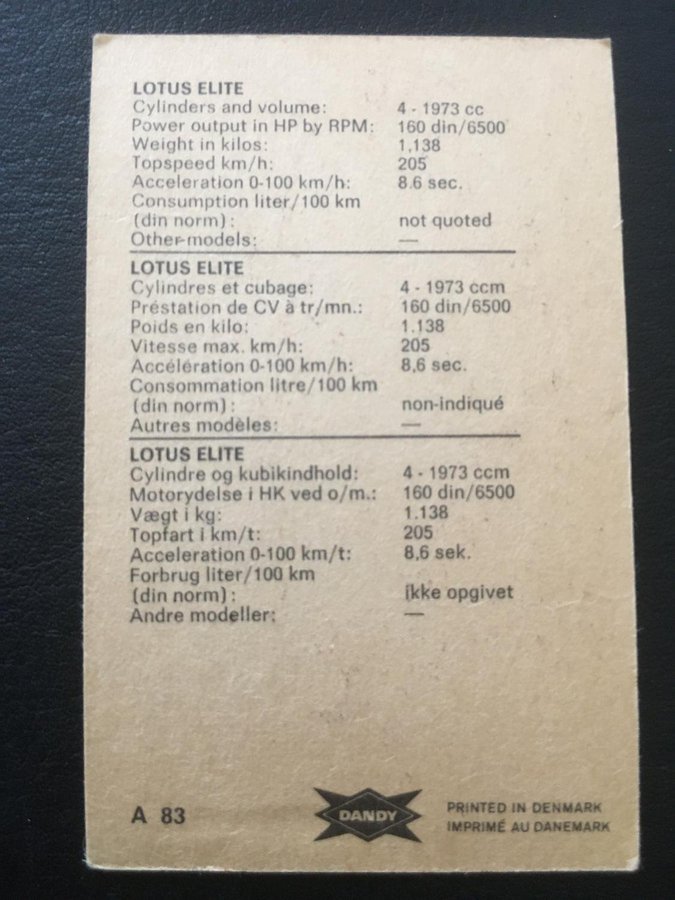 LOTUS ELITE
Cylinders and volume: 4 - 1973 cc
Power output in HP by RPM: 160 din/6500
Weight in kilos: 1,138
Topspeed km/h: 205
Acceleration 0-100 km/h: 8.6 sec.
Consumption liter/100 km
(din norm): not quoted
Other-models: —
LOTUS ELITE
Cylindres et cubage: 4 - 1973 ccm
Préstation de CV à tr/mn.: 160 din/6500
Poids en kilo: 1.138
Vitesse max. km/h: 205
Accélération 0-100 km/h: 8,6 sec.
Consommation litre/100 km
(din norm): non-indiqué
Autres modèles: —
LOTUS ELITE
Cylindre og kubikindhold: 4 - 1973 ccm
Motorydelse i HK ved o/m.: 160 din/6500
Vægt i kg: 1.138
Topfart i km/t: 205
Acceleration 0-100 km/t: 8,6 sek.
Forbrug liter/100 km
(din norm): ikke opgivet
Andre modeller: —
A 83
DANDY
PRINTED IN DENMARK
IMPRIMÉ AU DANEMARK